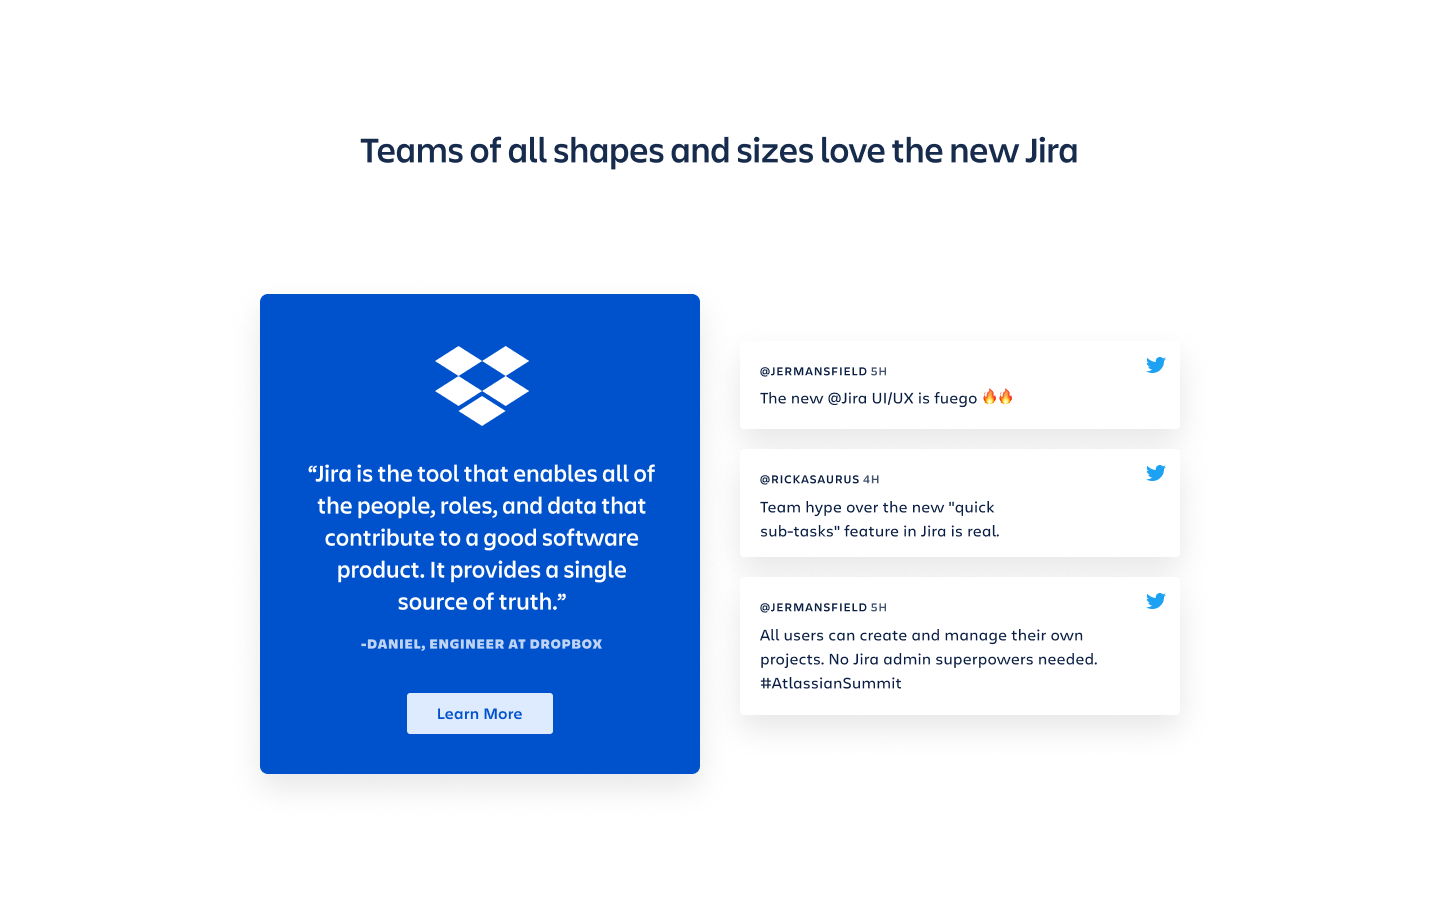 Teams of all shapes and sizes love the new Jira
“Jira is the tool that enables all of
the people, roles, and data that
contribute to a good software
product. It provides a single
source of truth.”
-DANIEL, ENGINEER AT DROPBOX
Learn More
@JERMANSFIELD 5H
The new @Jira UI/UX is fuego 🔥🔥
@RICKASAURUS 4H
Team hype over the new "quick
sub-tasks" feature in Jira is real.
@JERMANSFIELD 5H
All users can create and manage their own
projects. No Jira admin superpowers needed.
#AtlassianSummit